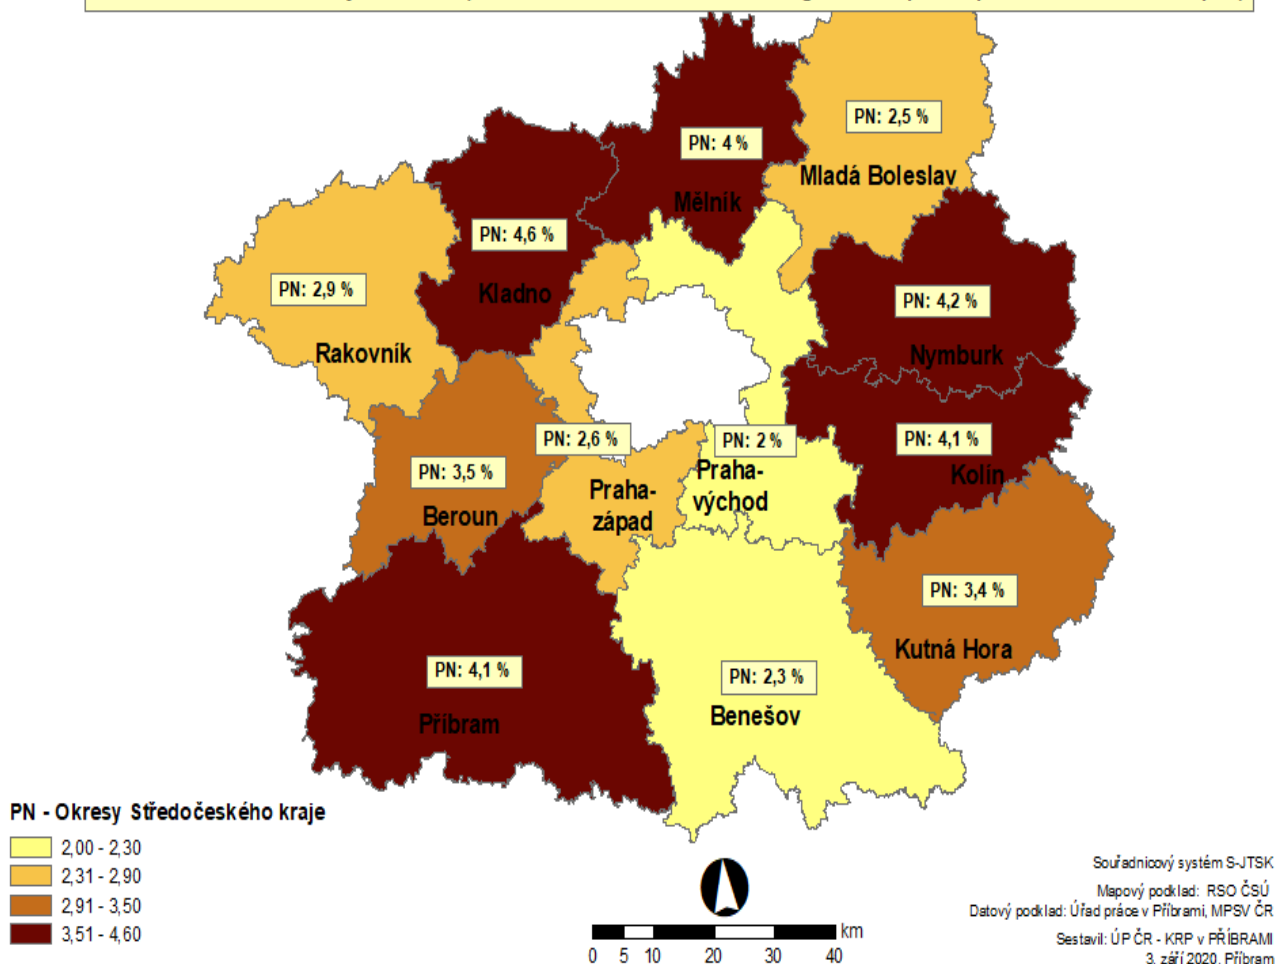 PN: 2,5 %
Mladá Boleslav
PN: 4 %
Mělník
PN: 4,6 %
Kladno
PN: 2,9 %
Rakovník
PN: 4,2 %
Nymburk
PN: 4,1 %
Kolín
PN: 2,6 %
Praha-
západ
PN: 2 %
Praha-
východ
PN: 3,5 %
Beroun
PN: 3,4 %
Kutná Hora
PN: 4,1 %
Příbram
PN: 2,3 %
Benešov
PN - Okresy Středočeského kraje
2,00 - 2,30
2,31 - 2,90
2,91 - 3,50
3,51 - 4,60
km
0 5 10 20 30 40
Souřadnicový systém S-JTSK
Mapový podklad: RSO ČSÚ
Datový podklad: Úřad práce v Příbrami, MPSV ČR
Sestavil: ÚP ČR - KRP v PŘÍBRAMI
3. září 2020, Příbram